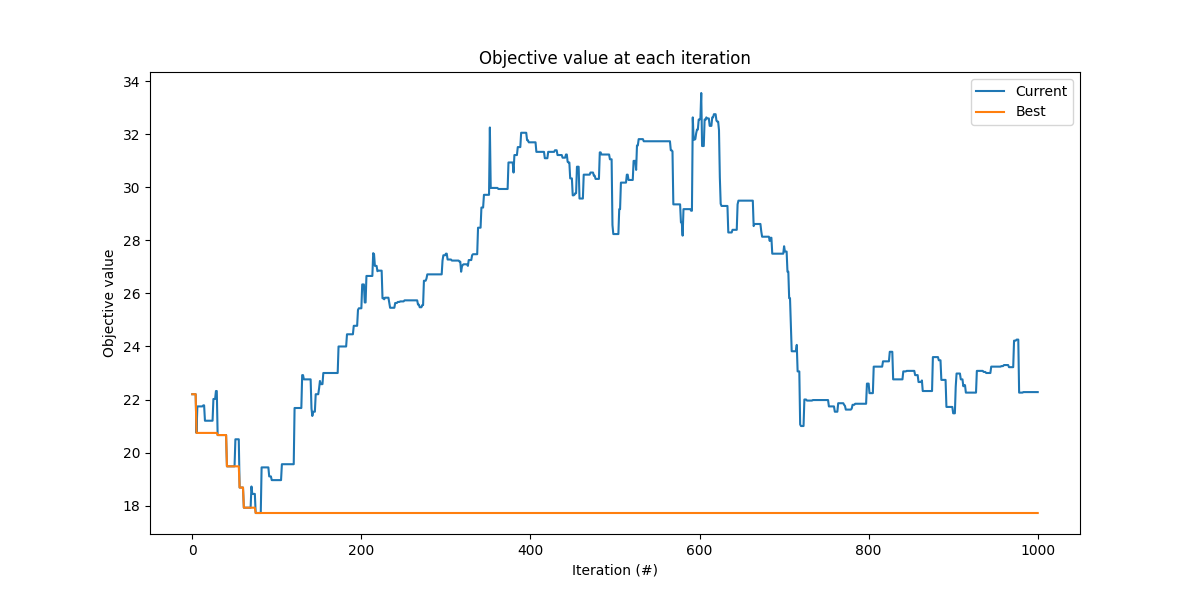 Objective value at each iteration
Current
Best
Objective value
34
32
30
28
26
24
22
20
18
0 200 400 600 800 1000
Iteration (#)